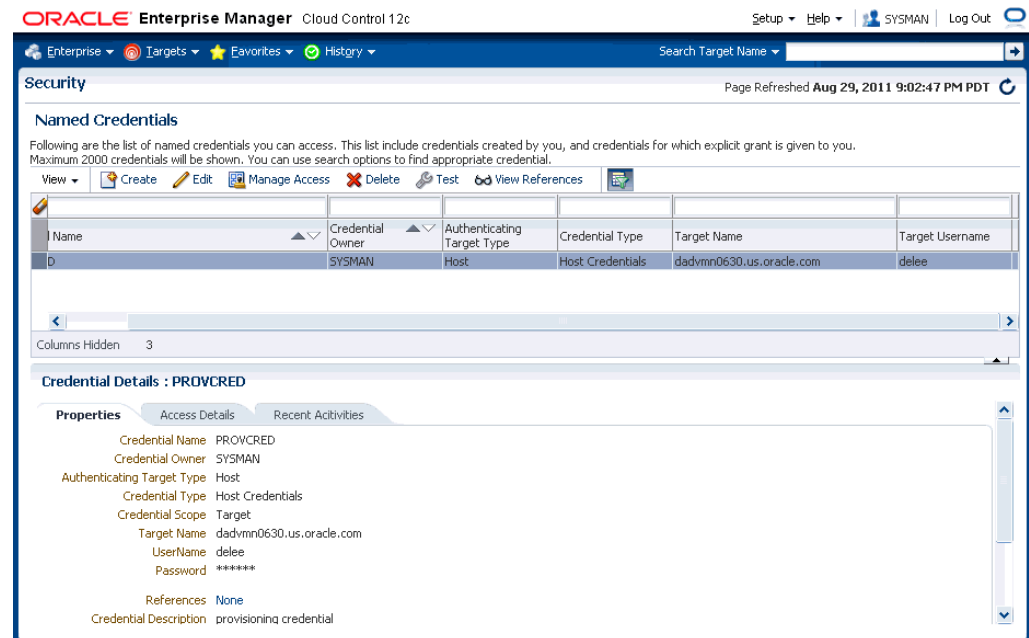 ORACLE Enterprise Manager Cloud Control 12c Setup Help SYSMAN Log Out
Enterprise Targets Favorites History Search Target Name
Security Page Refreshed Aug 29, 2011 9:02:47 PM PDT
Named Credentials
Following are the list of named credentials you can access. This list include credentials created by you, and credentials for which explicit grant is given to you.
Maximum 2000 credentials will be shown. You can use search options to find appropriate credential.
View Create Edit Manage Access Delete Test View References
l Name Credential Owner Authenticating Target Type Credential Type Target Name Target Username
D SYSMAN Host Host Credentials dadvmn0630.us.oracle.com delee
Columns Hidden 3
Credential Details : PROVCRED
Properties Access Details Recent Acitivities
Credential Name PROVCRED
Credential Owner SYSMAN
Authenticating Target Type Host
Credential Type Host Credentials
Credential Scope Target
Target Name dadvmn0630.us.oracle.com
UserName delee
Password ******
References None
Credential Description provisioning credential